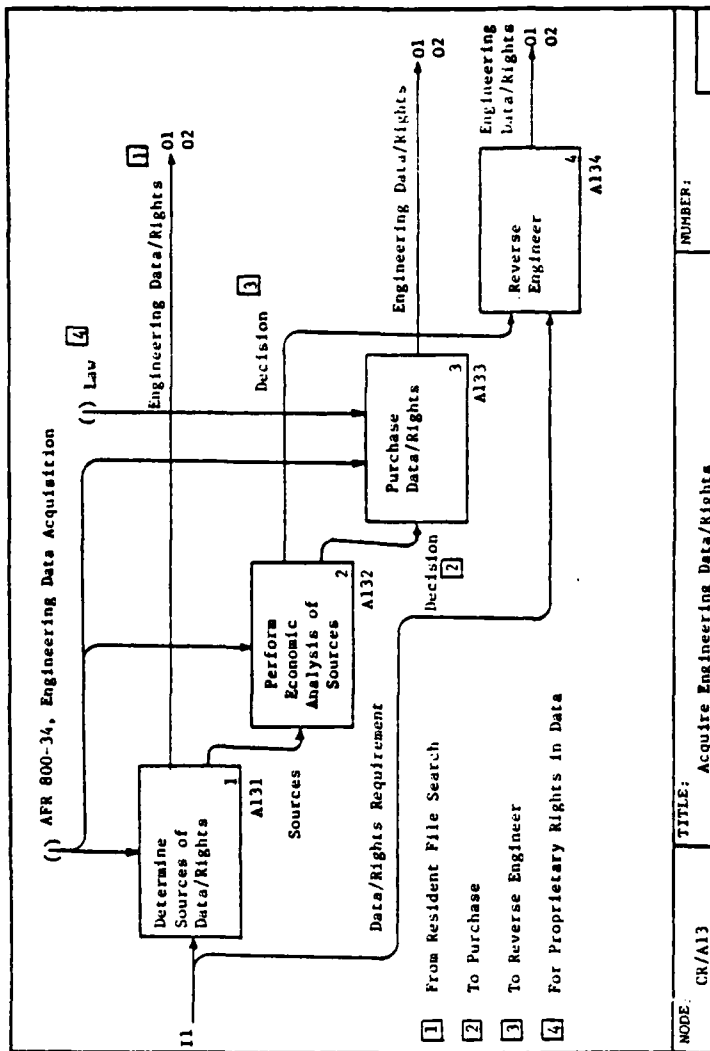 ( ) AFR 800-34, Engineering Data Acquisition
( ) Law 4
Engineering Data/Rights 1
O1
O2
I1
Determine
Sources of
Data/Rights
1
A131
Sources
Perform
Economic
Analysis of
Sources
2
A132
Decision 3
Decision
2
Purchase
Data/Rights
3
A133
Engineering Data/Rights
O1
O2
Data/Rights Requirement
Reverse
Engineer
4
A134
Engineering
Data/Rights
O1
O2
1 From Resident File Search
2 To Purchase
3 To Reverse Engineer
4 For Proprietary Rights in Data
NODE: CR/A13
TITLE: Acquire Engineering Data/Rights
NUMBER: